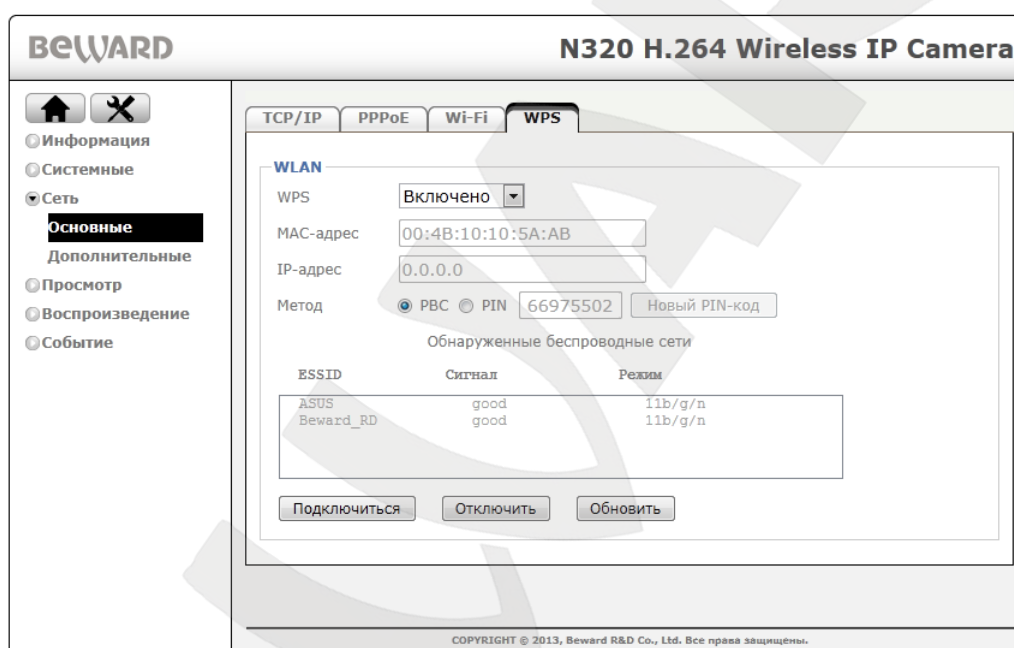 BEWARD
N320 H.264 Wireless IP Camera
Информация
Системные
Сеть
Основные
Дополнительные
Просмотр
Воспроизведение
Событие
TCP/IP PPPoE Wi-Fi WPS
WLAN
WPS Включено
MAC-адрес 00:4B:10:10:5A:AB
IP-адрес 0.0.0.0
Метод PBC PIN 66975502 Новый PIN-код
Обнаруженные беспроводные сети
ESSID Сигнал Режим
ASUS good 11b/g/n
Beward_RD good 11b/g/n
Подключиться Отключить Обновить
COPYRIGHT © 2013, Beward R&D Co., Ltd. Все права защищены.